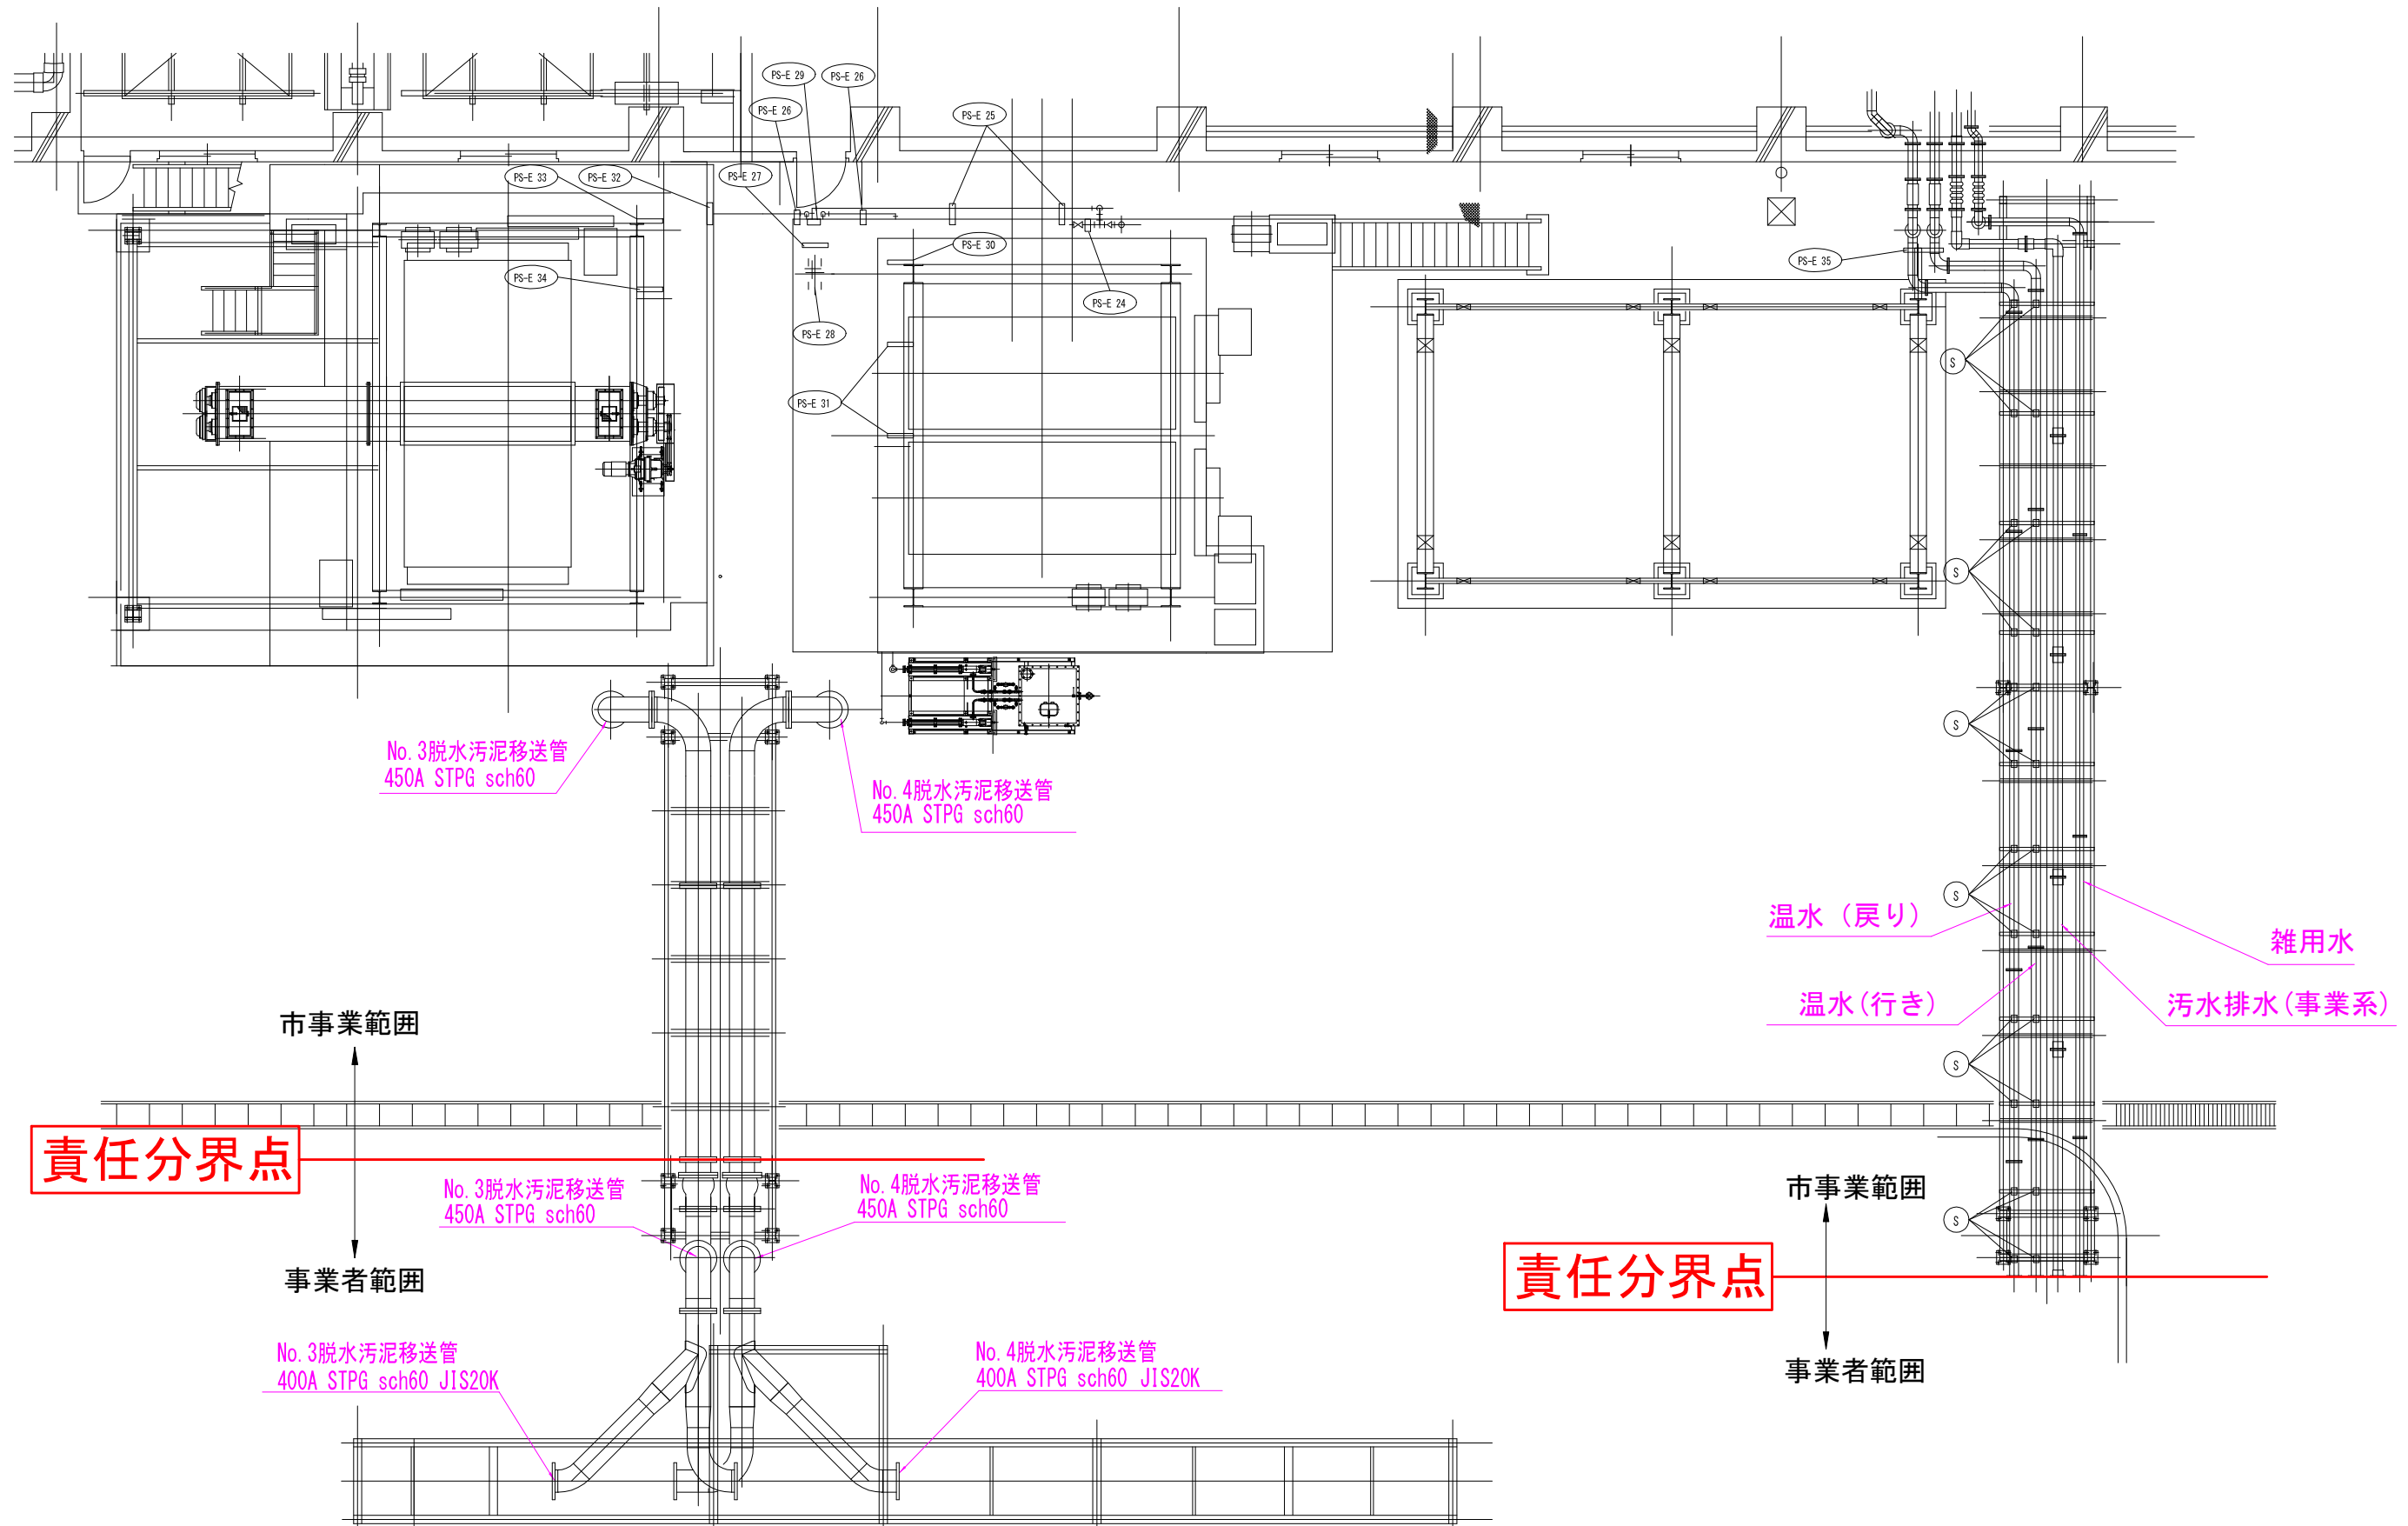 PS-E 29
PS-E 26
PS-E 26
PS-E 25
PS-E 33
PS-E 32
PS-E 27
PS-E 30
PS-E 35
PS-E 34
PS-E 24
PS-E 28
S
PS-E 31
S
S
No.3脱水汚泥移送管
450A STPG sch60
No.4脱水汚泥移送管
450A STPG sch60
S
温水（戻り）
雑用水
温水(行き)
汚水排水(事業系)
市事業範囲
S
責任分界点
No.3脱水汚泥移送管
450A STPG sch60
No.4脱水汚泥移送管
450A STPG sch60
市事業範囲
S
事業者範囲
責任分界点
No.3脱水汚泥移送管
400A STPG sch60 JIS20K
No.4脱水汚泥移送管
400A STPG sch60 JIS20K
事業者範囲